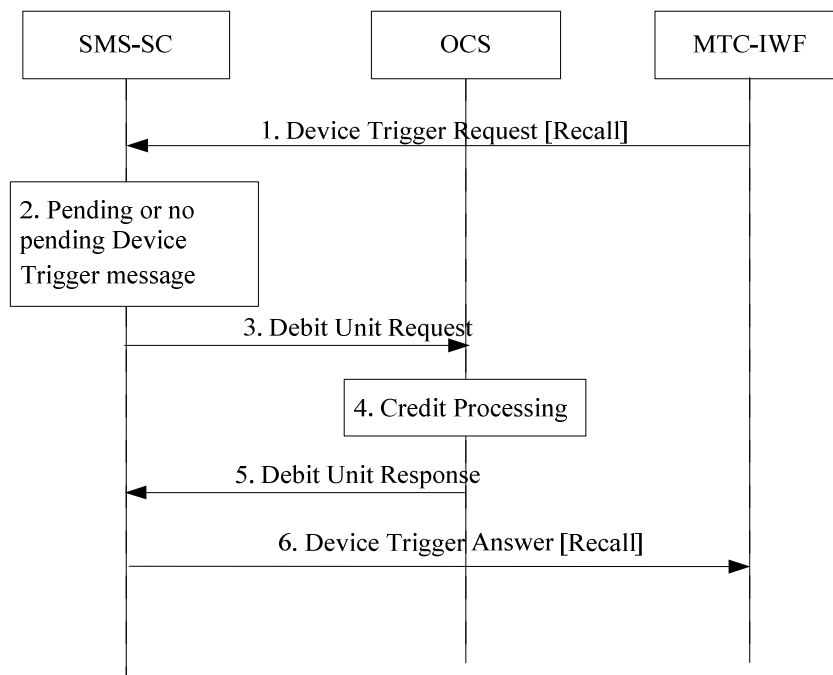 SMS-SC
OCS
MTC-IWF
1. Device Trigger Request [Recall]
2. Pending or no
pending Device
Trigger message
3. Debit Unit Request
4. Credit Processing
5. Debit Unit Response
6. Device Trigger Answer [Recall]